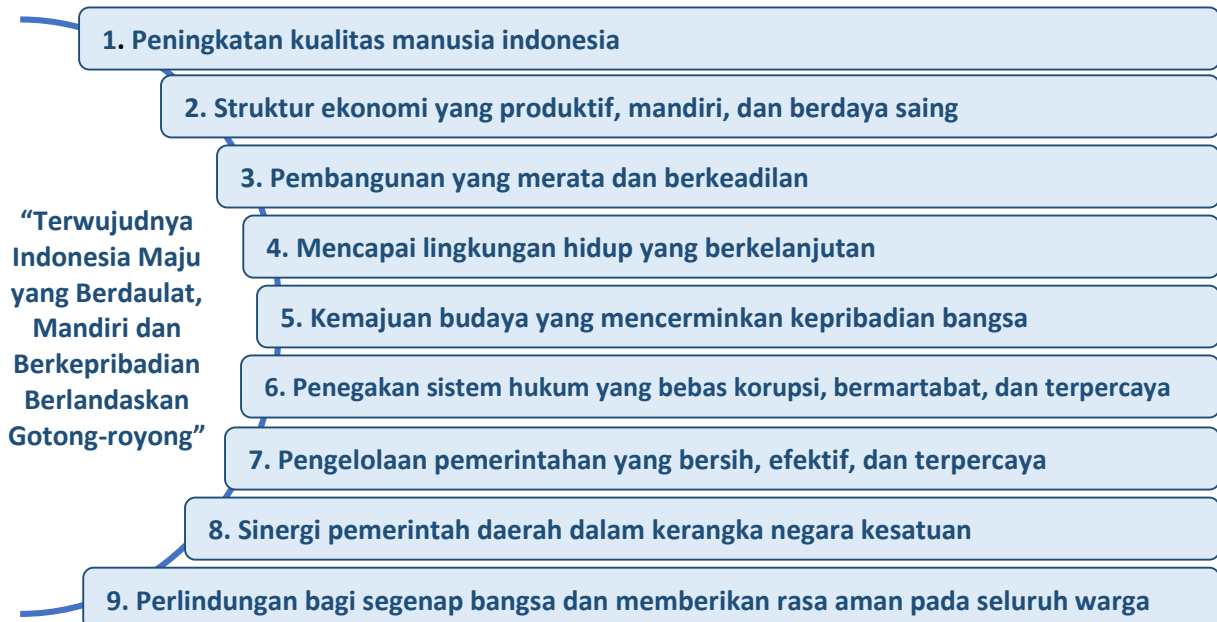 “Terwujudnya
Indonesia Maju
yang Berdaulat,
Mandiri dan
Berkepribadian
Berlandaskan
Gotong-royong”
1. Peningkatan kualitas manusia indonesia
2. Struktur ekonomi yang produktif, mandiri, dan berdaya saing
3. Pembangunan yang merata dan berkeadilan
4. Mencapai lingkungan hidup yang berkelanjutan
5. Kemajuan budaya yang mencerminkan kepribadian bangsa
6. Penegakan sistem hukum yang bebas korupsi, bermartabat, dan terpercaya
7. Pengelolaan pemerintahan yang bersih, efektif, dan terpercaya
8. Sinergi pemerintah daerah dalam kerangka negara kesatuan
9. Perlindungan bagi segenap bangsa dan memberikan rasa aman pada seluruh warga